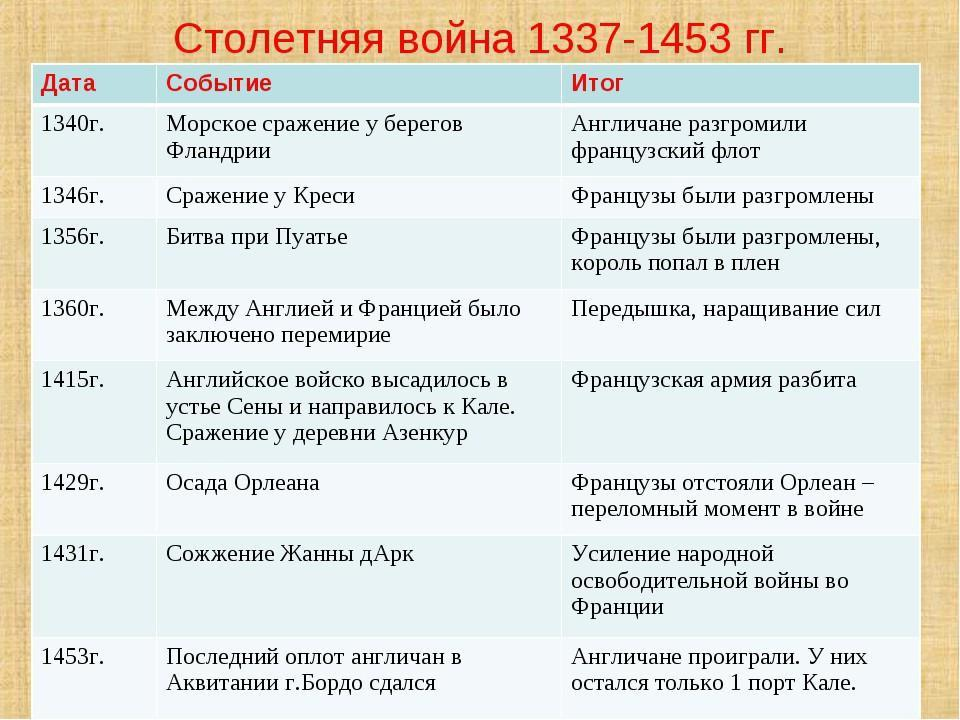 Столетняя война 1337-1453 гг.
Дата Событие Итог
1340г. Морское сражение у берегов Фландрии Англичане разгромили французский флот
1346г. Сражение у Креси Французы были разгромлены
1356г. Битва при Пуатье Французы были разгромлены, король попал в плен
1360г. Между Англией и Францией было заключено перемирие Передышка, наращивание сил
1415г. Английское войско высадилось в устье Сены и направилось к Кале. Сражение у деревни Азенкур Французская армия разбита
1429г. Осада Орлеана Французы отстояли Орлеан – переломный момент в войне
1431г. Сожжение Жанны дАрк Усиление народной освободительной войны во Франции
1453г. Последний оплот англичан в Аквитании г.Бордо сдался Англичане проиграли. У них остался только 1 порт Кале.